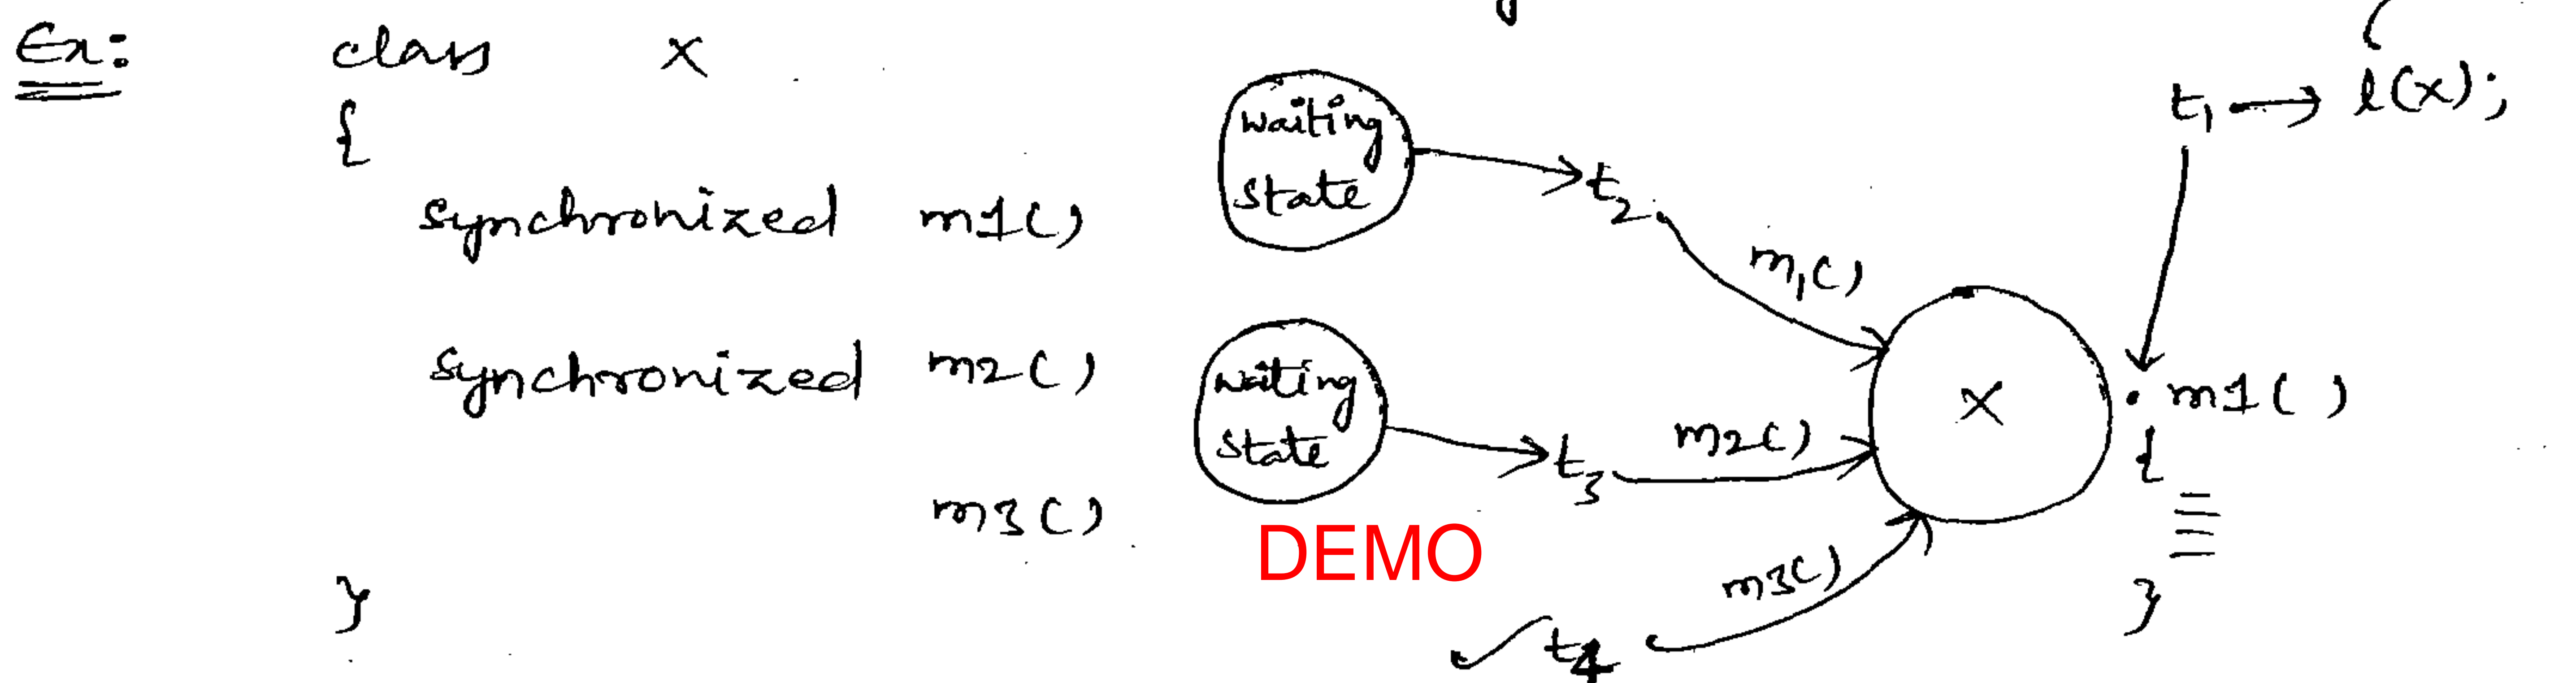 Ex: class X
{
synchronized m1()
synchronized m2()
m3()
}
waiting
state
t2
m1()
waiting
state
t3
m2()
DEMO
t4
m3()
X
t1 → l(x);
. m1()
{
}